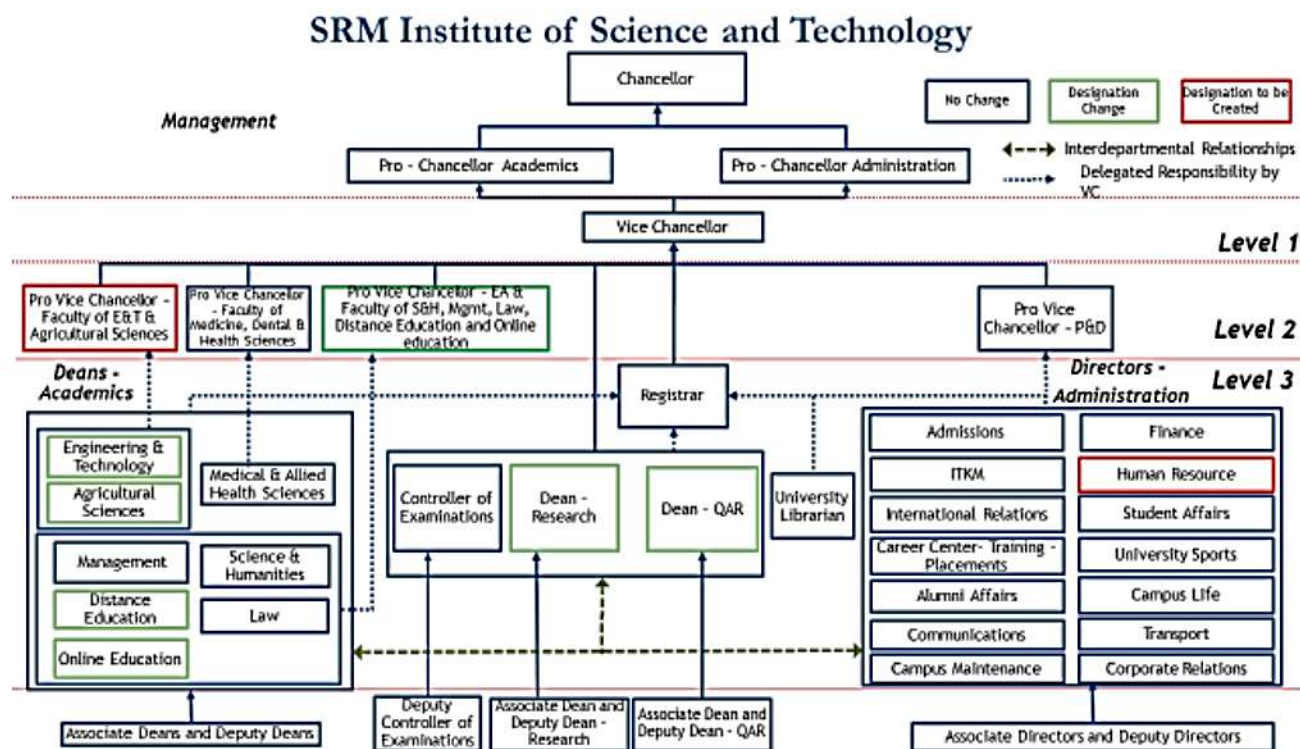 SRM Institute of Science and Technology
Chancellor
No Change
Designation
Change
Designation to be
Created
Management
Interdepartmental Relationships
Delegated Responsibility by
VC
Pro - Chancellor Academics
Pro - Chancellor Administration
Vice Chancellor
Level 1
Pro Vice Chancellor -
Faculty of E&T &
Agricultural Sciences
Pro Vice Chancellor
- Faculty of
Medicine, Dental &
Health Sciences
Pro Vice Chancellor - EA &
Faculty of S&H, Mgmt, Law,
Distance Education and Online
education
Pro Vice
Chancellor - P&D
Level 2
Deans -
Academics
Registrar
Directors -
Administration
Level 3
Engineering &
Technology
Agricultural
Sciences
Medical & Allied
Health Sciences
Management
Science &
Humanities
Distance
Education
Law
Online Education
Controller of
Examinations
Dean -
Research
Dean - QAR
University
Librarian
Admissions
Finance
ITKM
Human Resource
International Relations
Student Affairs
Career Center- Training -
Placements
University Sports
Alumni Affairs
Campus Life
Communications
Transport
Campus Maintenance
Corporate Relations
Associate Deans and Deputy Deans
Deputy
Controller of
Examinations
Associate Dean and
Deputy Dean -
Research
Associate Dean and
Deputy Dean - QAR
Associate Directors and Deputy Directors